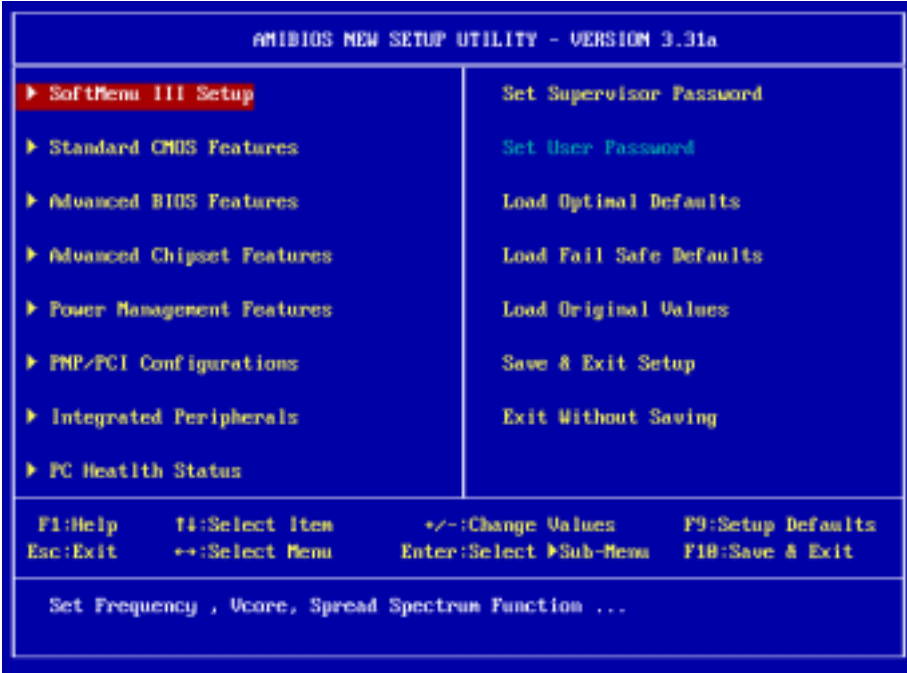 AMIBIOS NEW SETUP UTILITY - VERSION 3.31a
SoftMenu III Setup
Standard CMOS Features
Advanced BIOS Features
Advanced Chipset Features
Power Management Features
PNP/PCI Configurations
Integrated Peripherals
PC Heatlth Status
Set Supervisor Password
Set User Password
Load Optimal Defaults
Load Fail Safe Defaults
Load Original Values
Save & Exit Setup
Exit Without Saving
F1:Help ↑↓:Select Item +/-:Change Values F9:Setup Defaults
Esc:Exit ←→:Select Menu Enter:Select ▶Sub-Menu F10:Save & Exit
Set Frequency , Vcore, Spread Spectrum Function ...